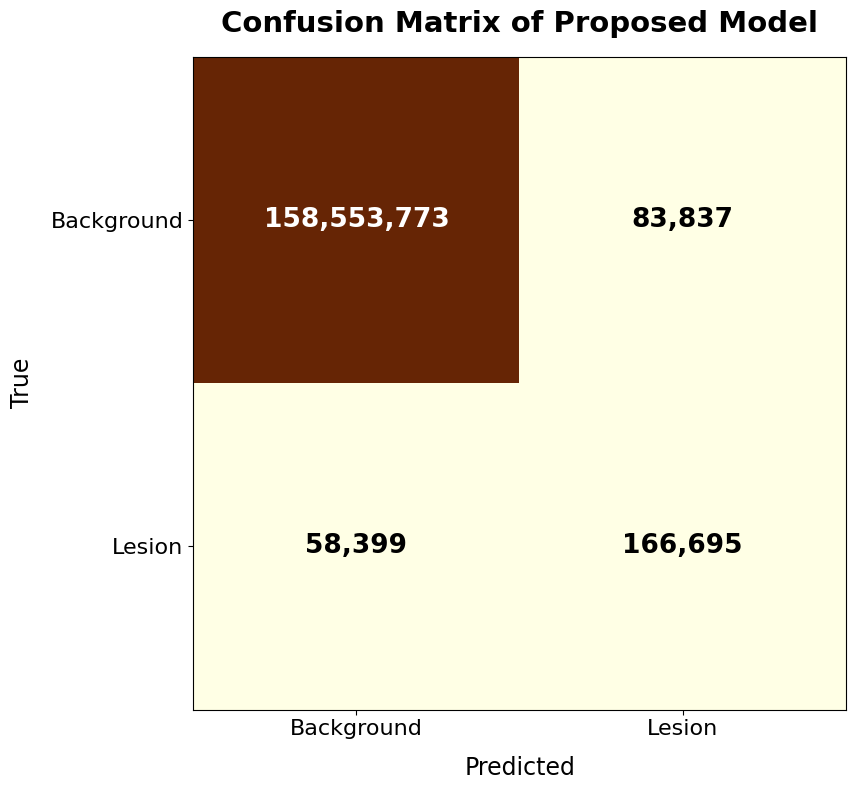 Confusion Matrix of Proposed Model
Background
158,553,773
83,837
True
Lesion
58,399
166,695
Background
Lesion
Predicted